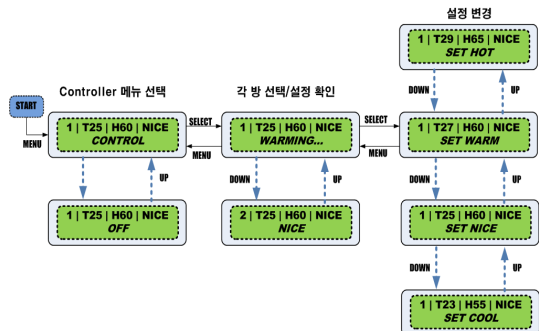 설정 변경
1 | T29 | H65 | NICE
SET HOT
DOWN
UP
Controller 메뉴 선택
각 방 선택/설정 확인
START
MENU
1 | T25 | H60 | NICE
CONTROL
SELECT
MENU
1 | T25 | H60 | NICE
WARMING...
SELECT
MENU
1 | T27 | H60 | NICE
SET WARM
UP
DOWN
UP
DOWN
UP
1 | T25 | H60 | NICE
OFF
2 | T25 | H60 | NICE
NICE
1 | T25 | H60 | NICE
SET NICE
DOWN
UP
1 | T23 | H55 | NICE
SET COOL